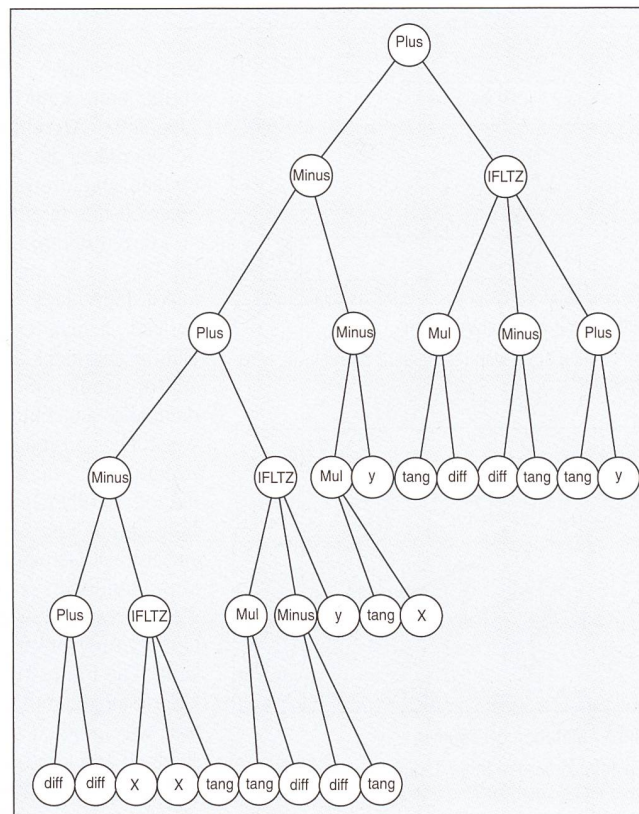 Plus
Minus IFLTZ
Plus Minus Mul Minus Plus
Minus IFLTZ Mul y tang diff diff tang tang y
Plus IFLTZ Mul Minus y tang X
diff diff X X tang tang diff diff tang